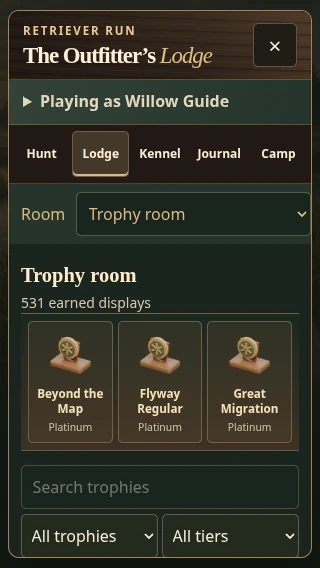 RETRIEVER RUN
The Outfitter’s Lodge
×
▶ Playing as Willow Guide
Hunt Lodge Kennel Journal Camp
Room Trophy room
Trophy room
531 earned displays
Beyond the Map Flyway Regular Great Migration
Platinum Platinum Platinum
Search trophies
All trophies All tiers